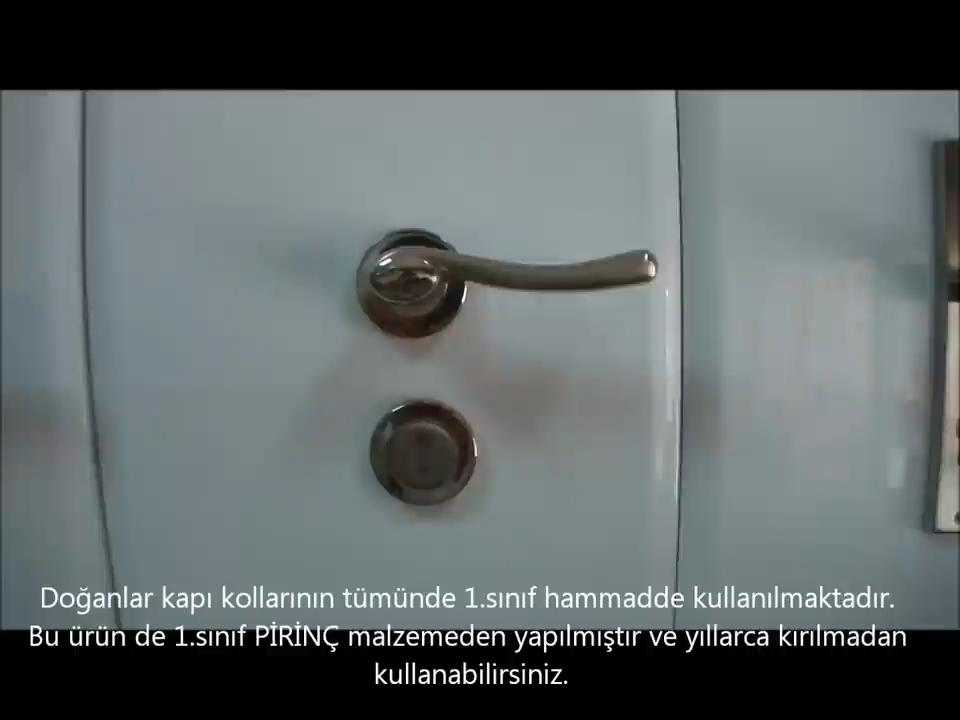 Doğanlar kapı kollarının tümünde 1.sınıf hammadde kullanılmaktadır.
Bu ürün de 1.sınıf PİRİNÇ malzemeden yapılmıştır ve yıllarca kırılmadan
kullanabilirsiniz.